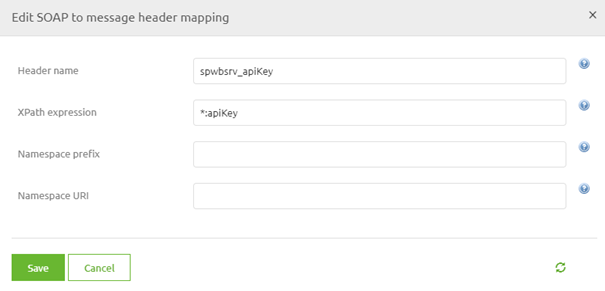 Edit SOAP to message header mapping ×
Header name spwbsrv_apiKey
XPath expression *:apiKey
Namespace prefix
Namespace URI
Save Cancel